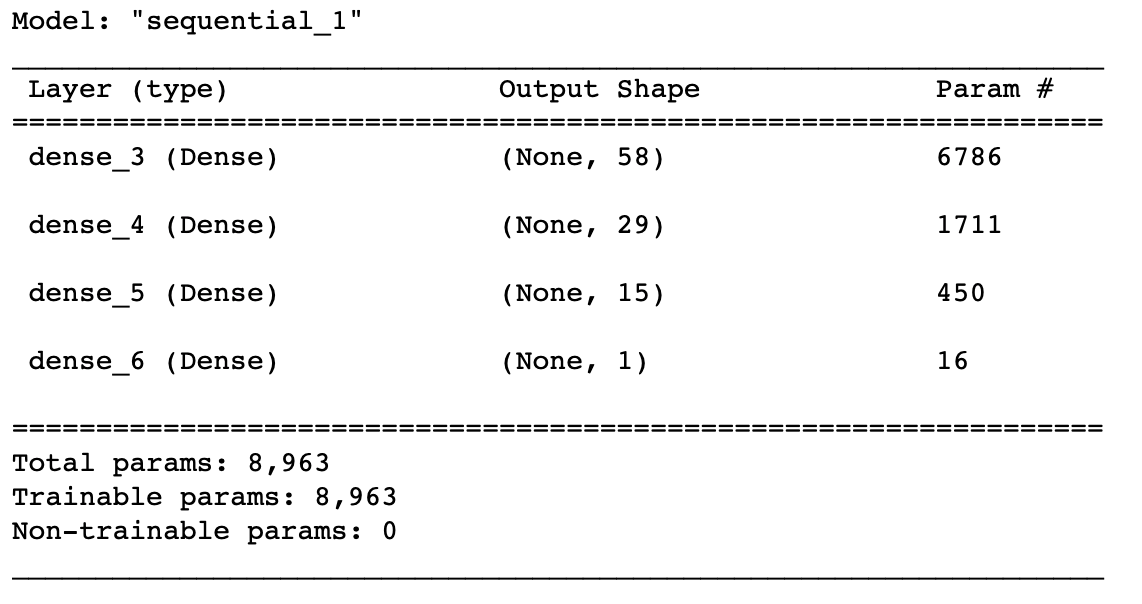 Model: "sequential_1"
Layer (type) Output Shape Param #
dense_3 (Dense) (None, 58) 6786
dense_4 (Dense) (None, 29) 1711
dense_5 (Dense) (None, 15) 450
dense_6 (Dense) (None, 1) 16
Total params: 8,963
Trainable params: 8,963
Non-trainable params: 0